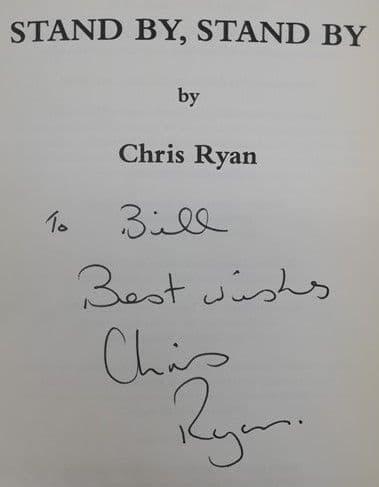 STAND BY, STAND BY
by
Chris Ryan
To Bill
Best wishes
Chris
Ryan.